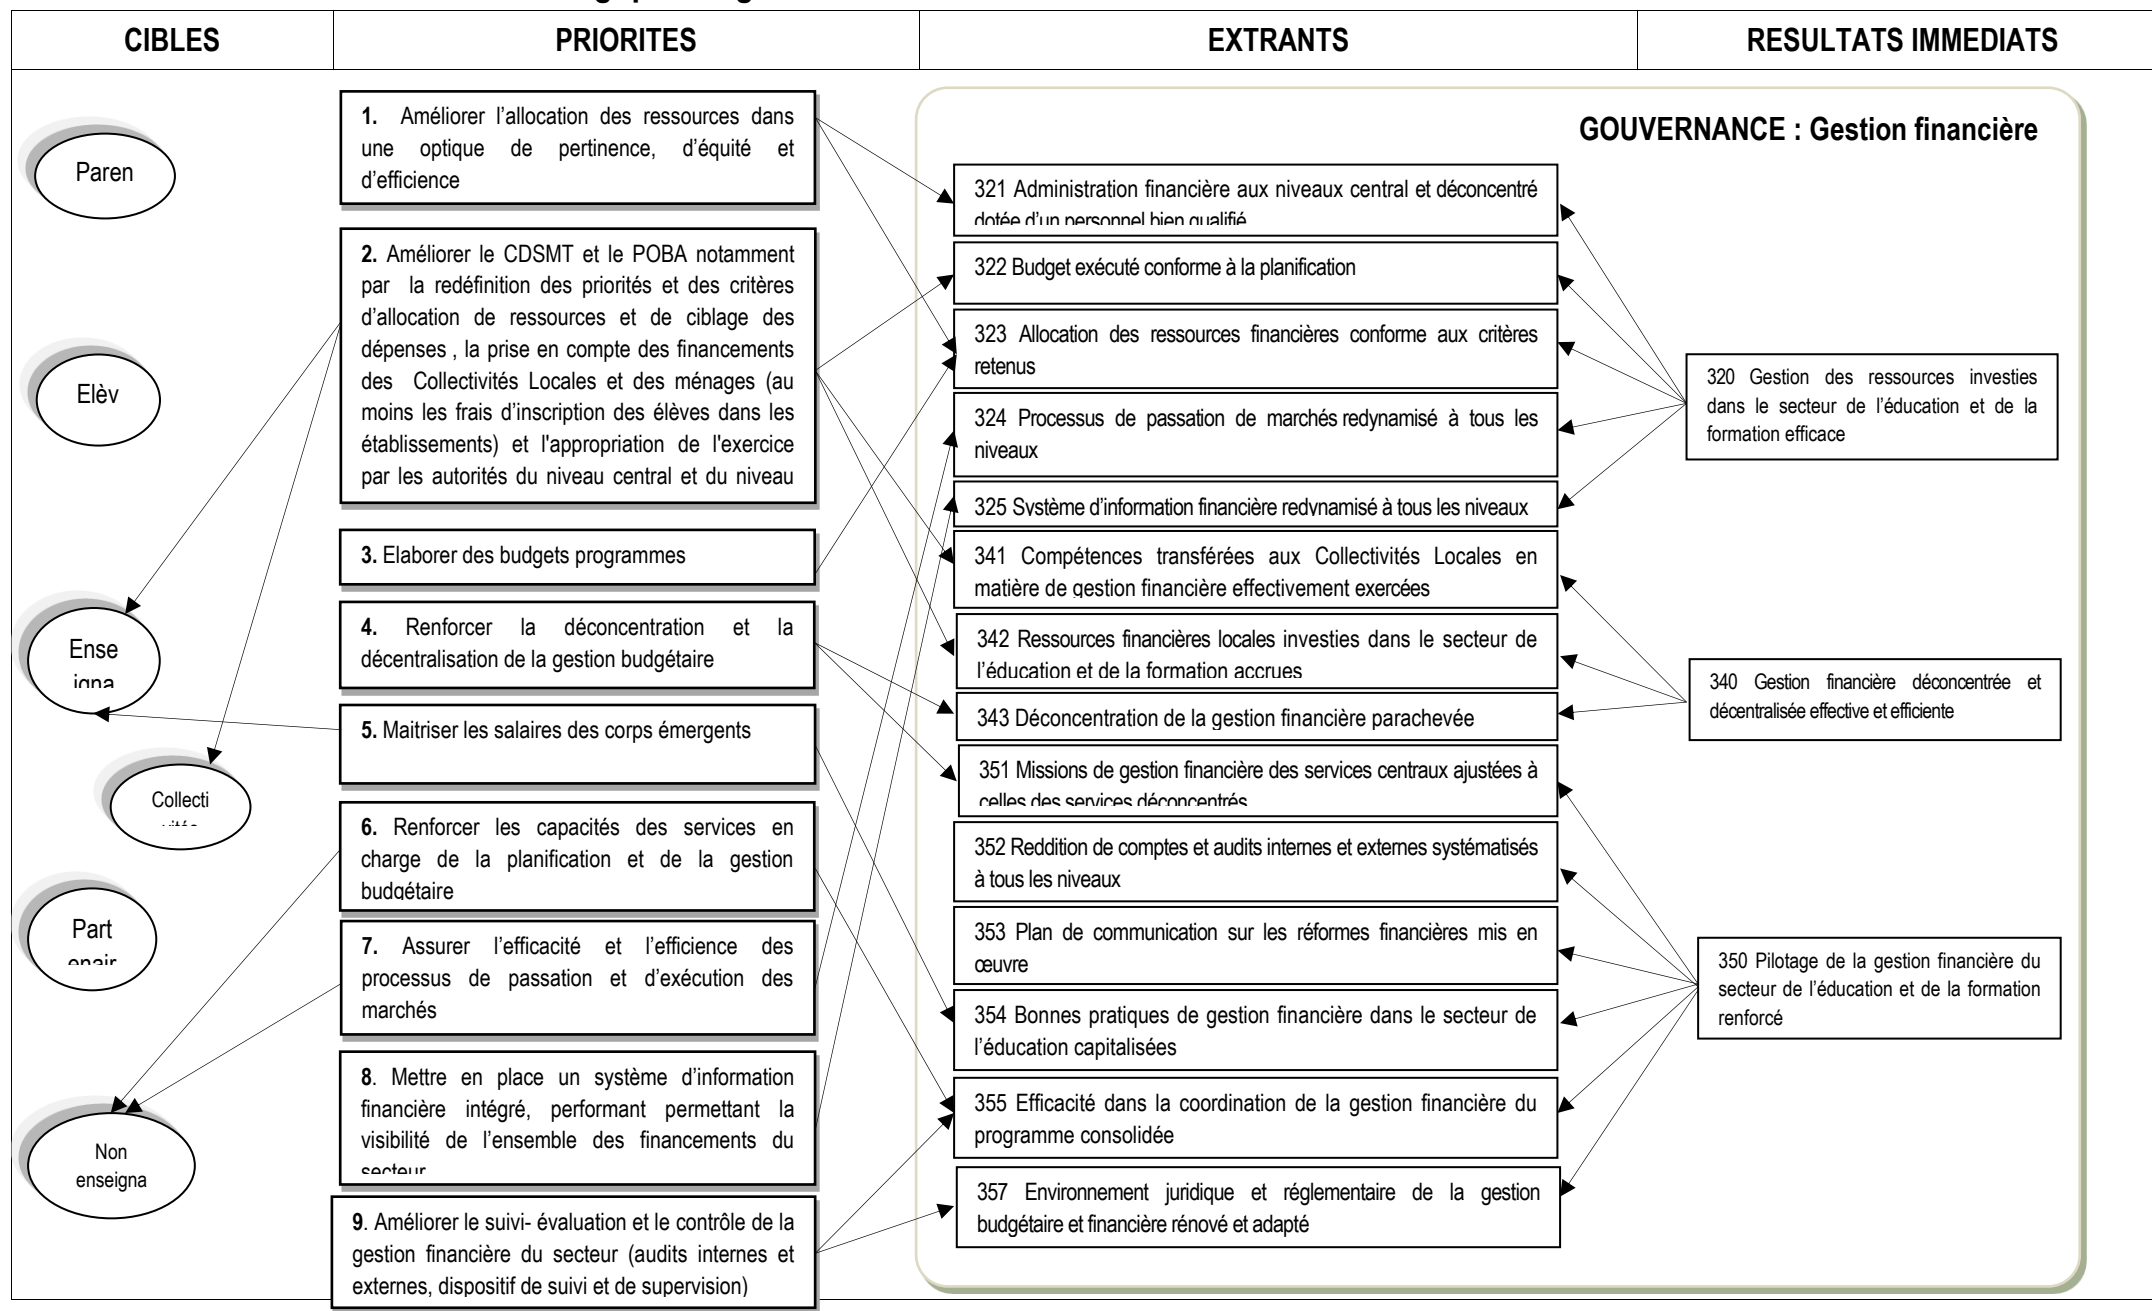 CIBLES
PRIORITES
EXTRANTS
RESULTATS IMMEDIATS
Paren
Elèv
Ense
igna
Collecti
vités
Part
enair
Non
enseigna
1. Améliorer l’allocation des ressources dans
une optique de pertinence, d’équité et
d’efficience
2. Améliorer le CDSMT et le POBA notamment
par la redéfinition des priorités et des critères
d’allocation de ressources et de ciblage des
dépenses , la prise en compte des financements
des Collectivités Locales et des ménages (au
moins les frais d’inscription des élèves dans les
établissements) et l'appropriation de l'exercice
par les autorités du niveau central et du niveau
3. Elaborer des budgets programmes
4. Renforcer la déconcentration et la
décentralisation de la gestion budgétaire
5. Maitriser les salaires des corps émergents
6. Renforcer les capacités des services en
charge de la planification et de la gestion
budgétaire
7. Assurer l’efficacité et l’efficience des
processus de passation et d’exécution des
marchés
8. Mettre en place un système d’information
financière intégré, performant permettant la
visibilité de l’ensemble des financements du
secteur
9. Améliorer le suivi- évaluation et le contrôle de la
gestion financière du secteur (audits internes et
externes, dispositif de suivi et de supervision)
GOUVERNANCE : Gestion financière
321 Administration financière aux niveaux central et déconcentré
dotée d’un personnel bien qualifié
322 Budget exécuté conforme à la planification
323 Allocation des ressources financières conforme aux critères
retenus
324 Processus de passation de marchés redynamisé à tous les
niveaux
325 Système d’information financière redynamisé à tous les niveaux
341 Compétences transférées aux Collectivités Locales en
matière de gestion financière effectivement exercées
342 Ressources financières locales investies dans le secteur de
l’éducation et de la formation accrues
343 Déconcentration de la gestion financière parachevée
351 Missions de gestion financière des services centraux ajustées à
celles des services déconcentrés
352 Reddition de comptes et audits internes et externes systématisés
à tous les niveaux
353 Plan de communication sur les réformes financières mis en
œuvre
354 Bonnes pratiques de gestion financière dans le secteur de
l’éducation capitalisées
355 Efficacité dans la coordination de la gestion financière du
programme consolidée
357 Environnement juridique et réglementaire de la gestion
budgétaire et financière rénové et adapté
320 Gestion des ressources investies
dans le secteur de l’éducation et de la
formation efficace
340 Gestion financière déconcentrée et
décentralisée effective et efficiente
350 Pilotage de la gestion financière du
secteur de l’éducation et de la formation
renforcé